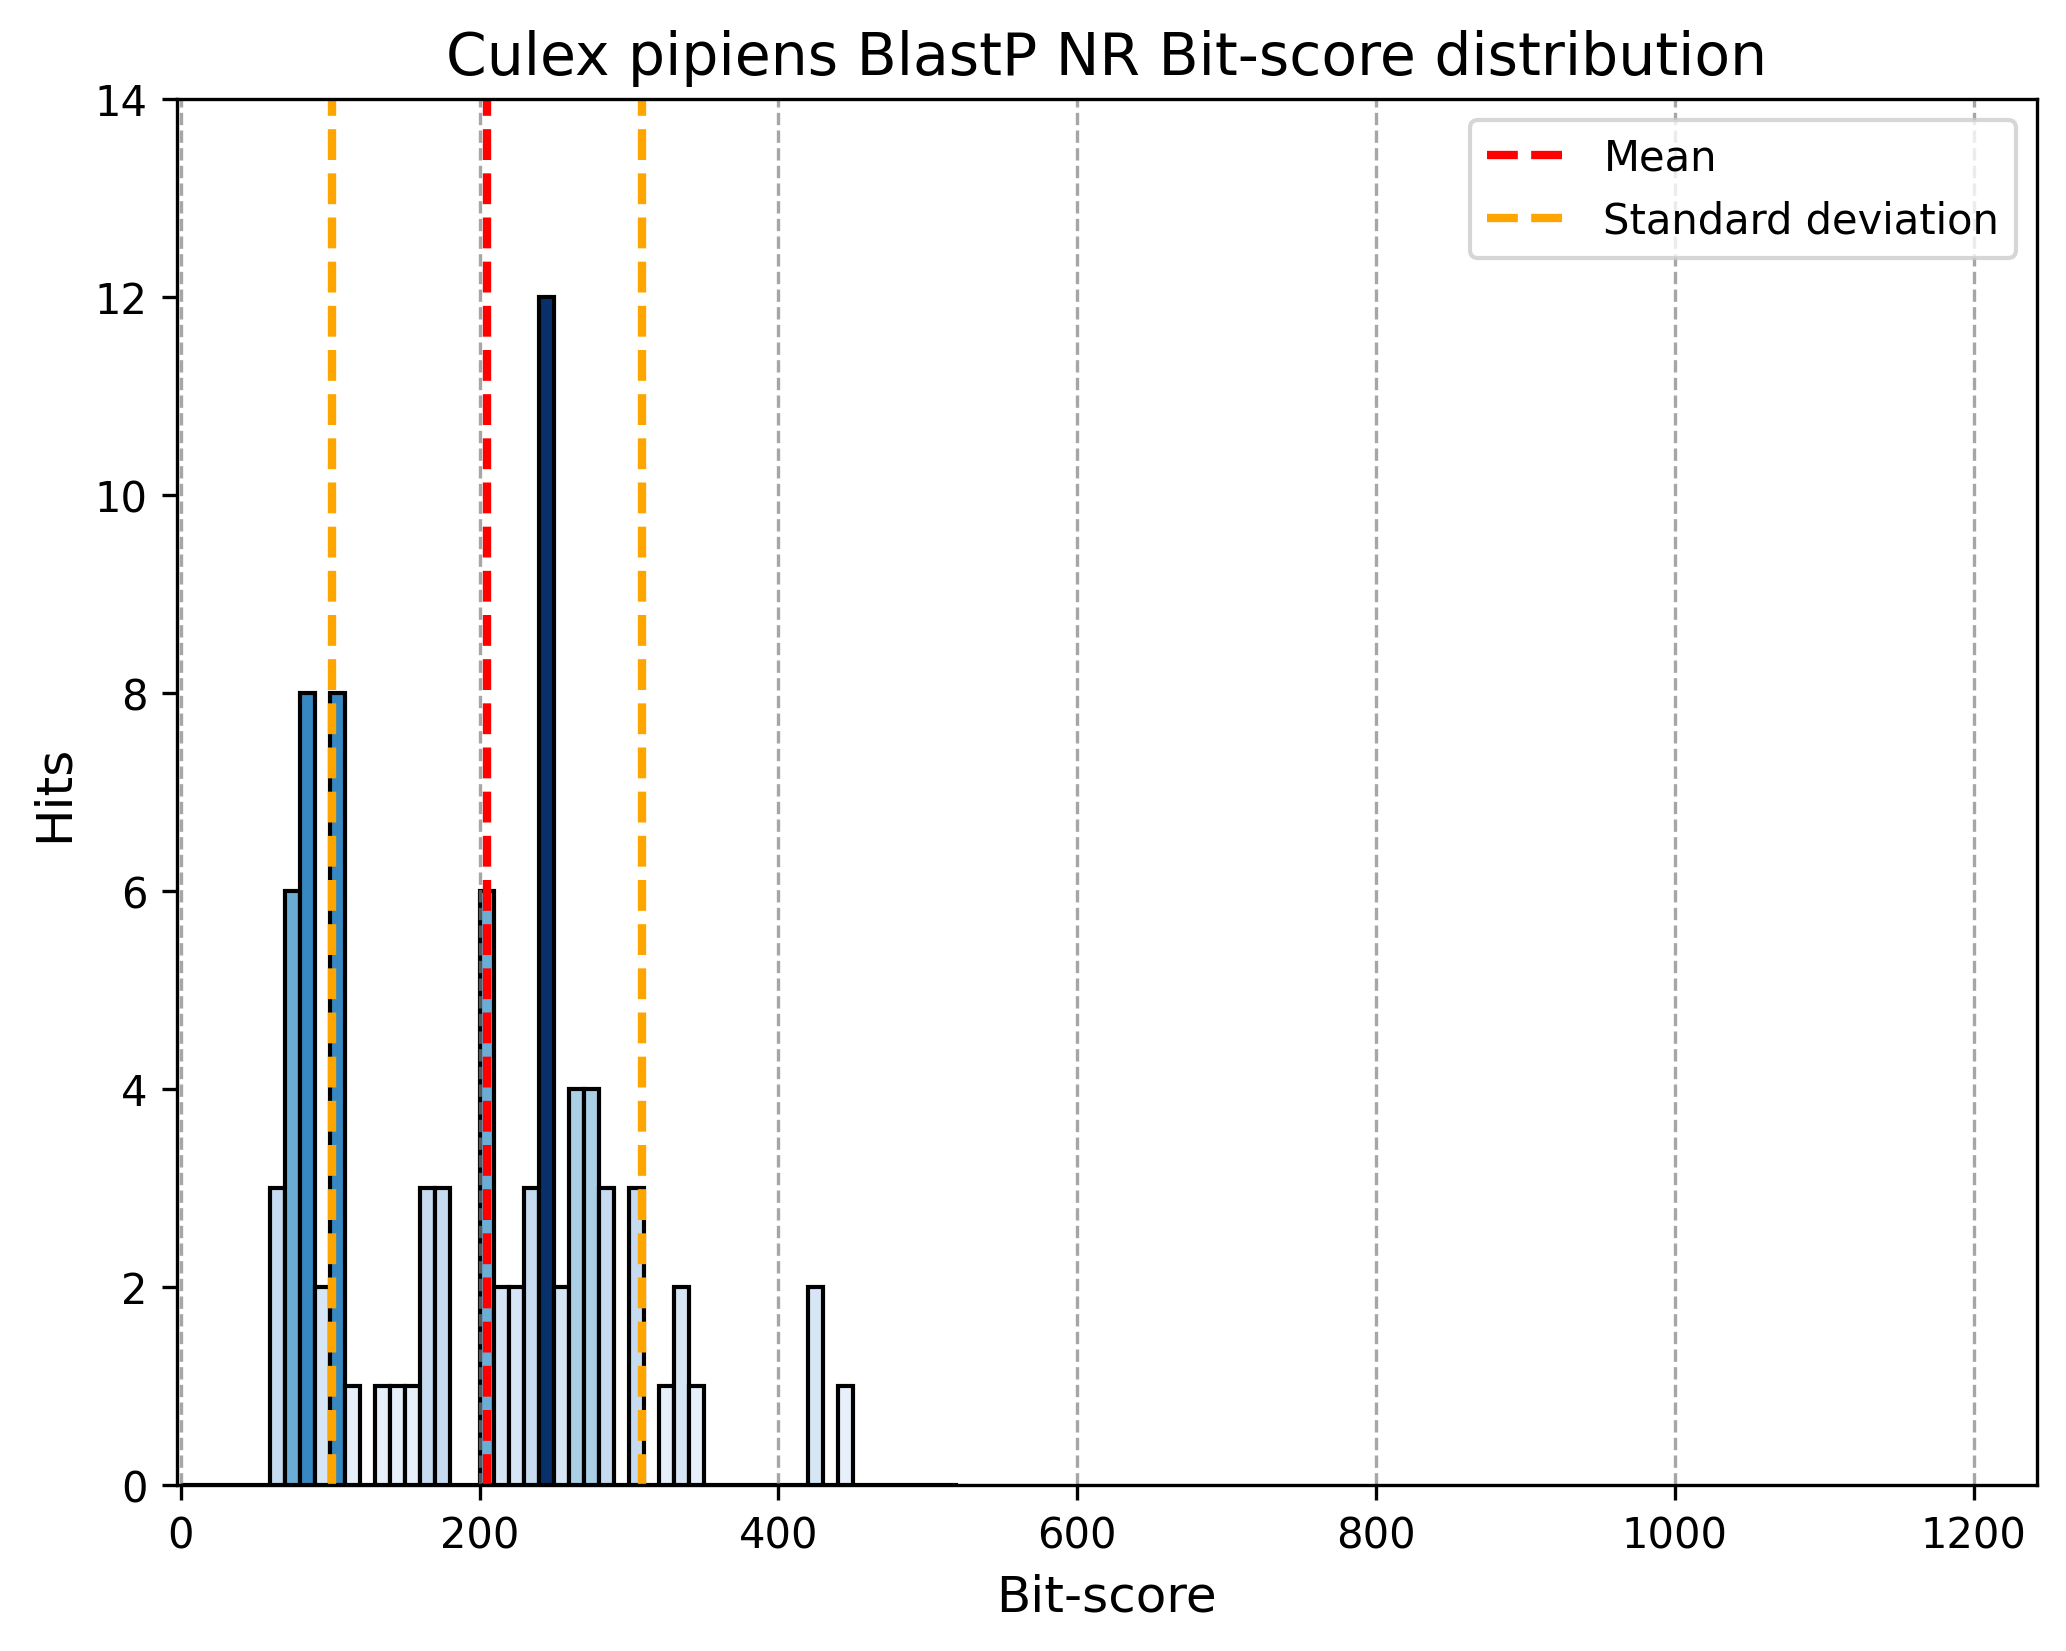 Culex pipiens BlastP NR Bit-score distribution
Mean
Standard deviation
14
12
10
8
6
4
2
0
Hits
0 200 400 600 800 1000 1200
Bit-score